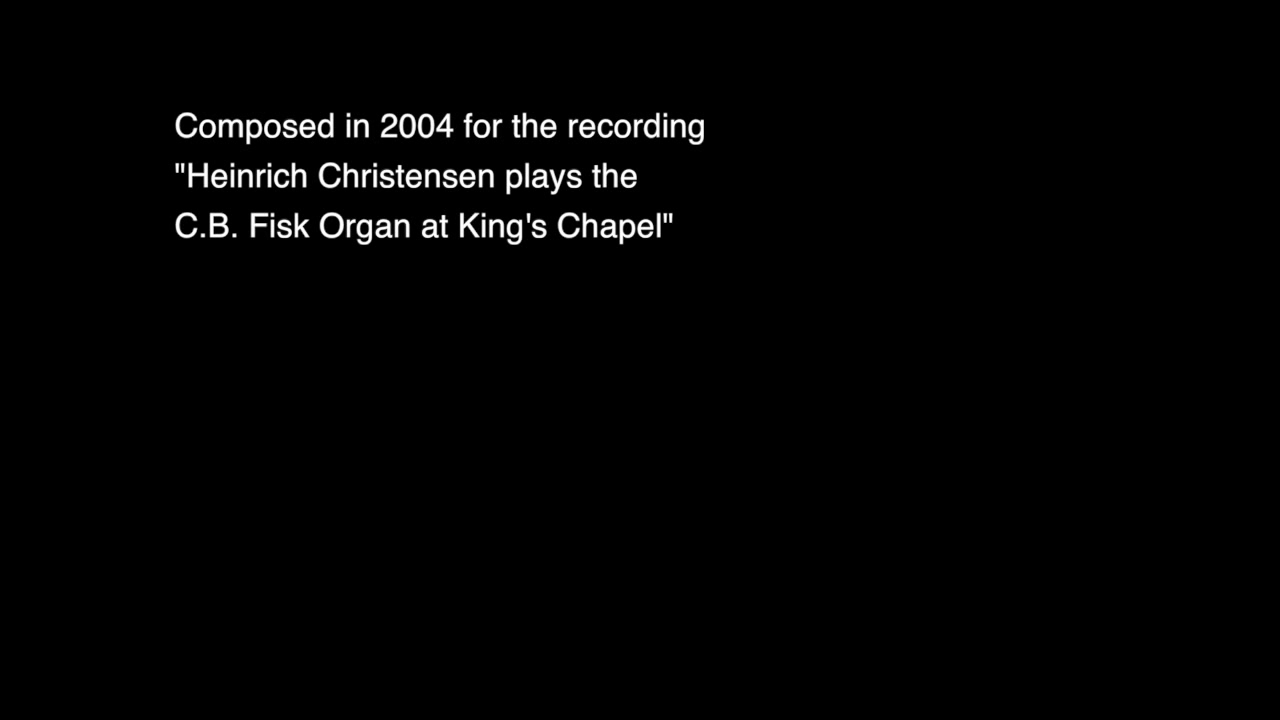 Composed in 2004 for the recording
"Heinrich Christensen plays the
C.B. Fisk Organ at King's Chapel"